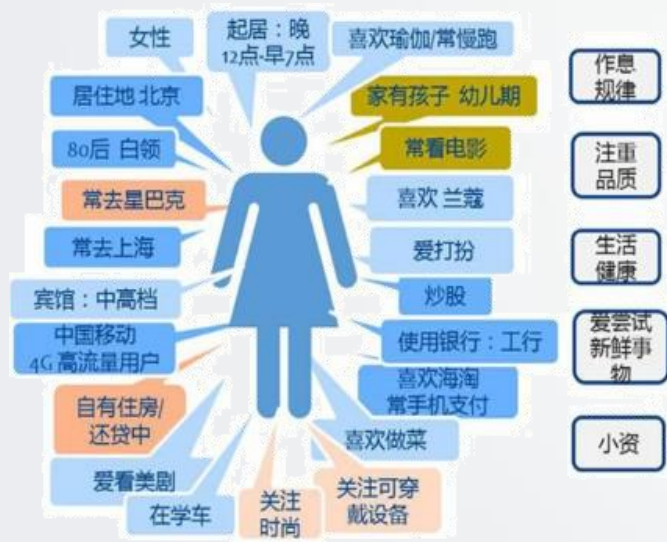 女性
起居：晚
12点-早7点
喜欢瑜伽/常慢跑
居住地 北京
家有孩子 幼儿期
80后 白领
常看电影
常去星巴克
喜欢 兰蔻
常去上海
爱打扮
宾馆：中高档
炒股
中国移动
4G 高流量用户
使用银行：工行
自有住房/
还贷中
喜欢海淘
常手机支付
爱看美剧
喜欢做菜
在学车
关注
时尚
关注可穿
戴设备
作息
规律
注重
品质
生活
健康
爱尝试
新鲜事
物
小资